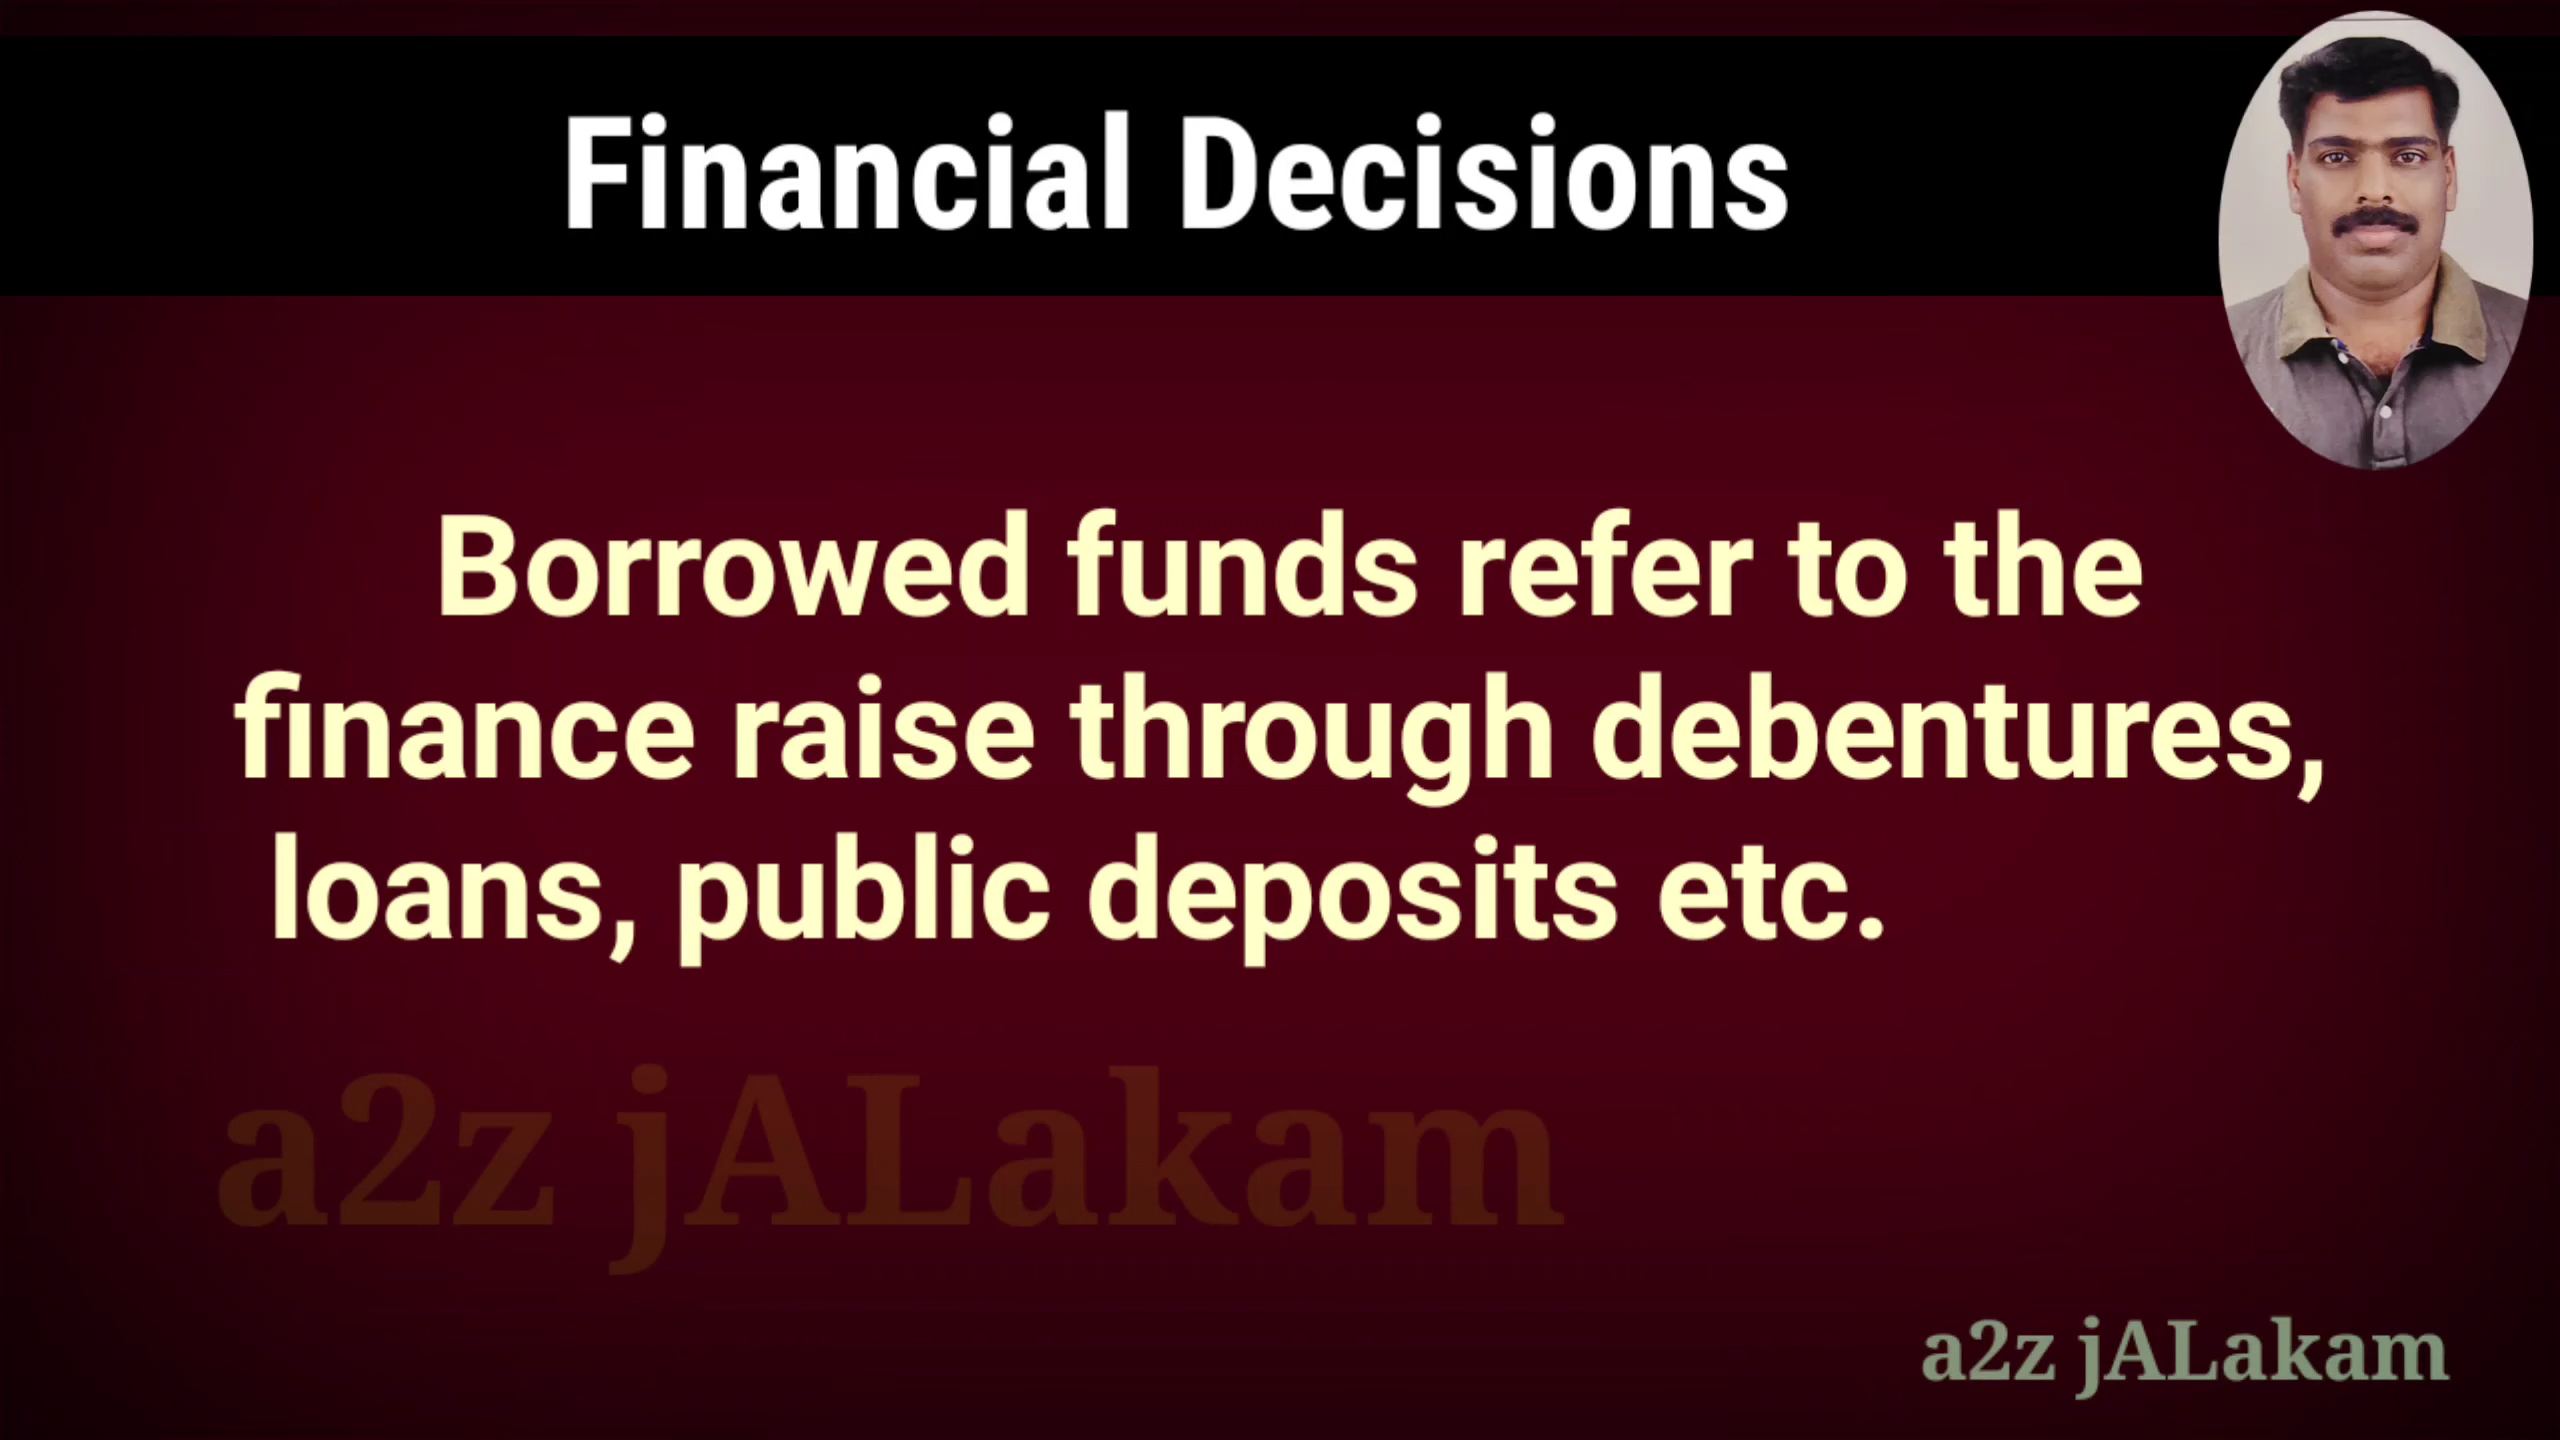 Financial Decisions
Borrowed funds refer to the
finance raise through debentures,
loans, public deposits etc.
a2z jALakam
a2z jALakam